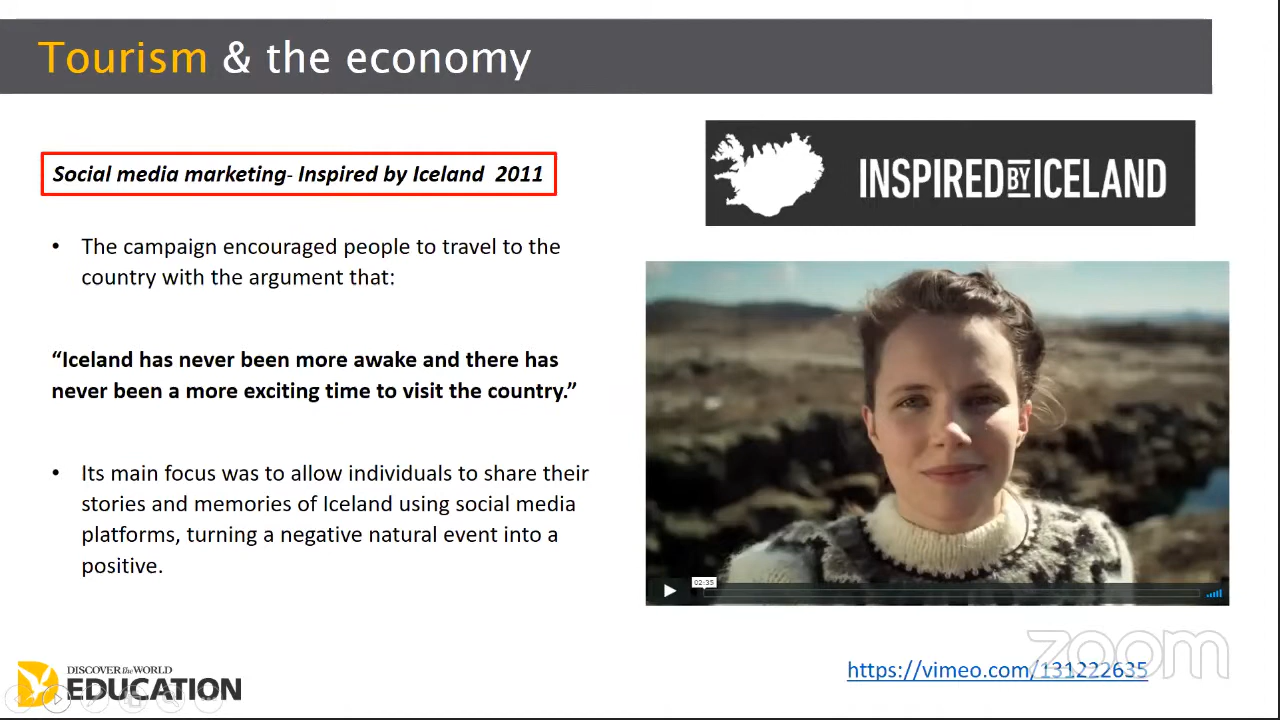 Tourism & the economy
Social media marketing- Inspired by Iceland 2011
INSPIRED BY ICELAND
• The campaign encouraged people to travel to the
country with the argument that:
“Iceland has never been more awake and there has
never been a more exciting time to visit the country.”
• Its main focus was to allow individuals to share their
stories and memories of Iceland using social media
platforms, turning a negative natural event into a
positive.
02:35
zoom
https://vimeo.com/131222635
DISCOVER the WORLD
EDUCATION